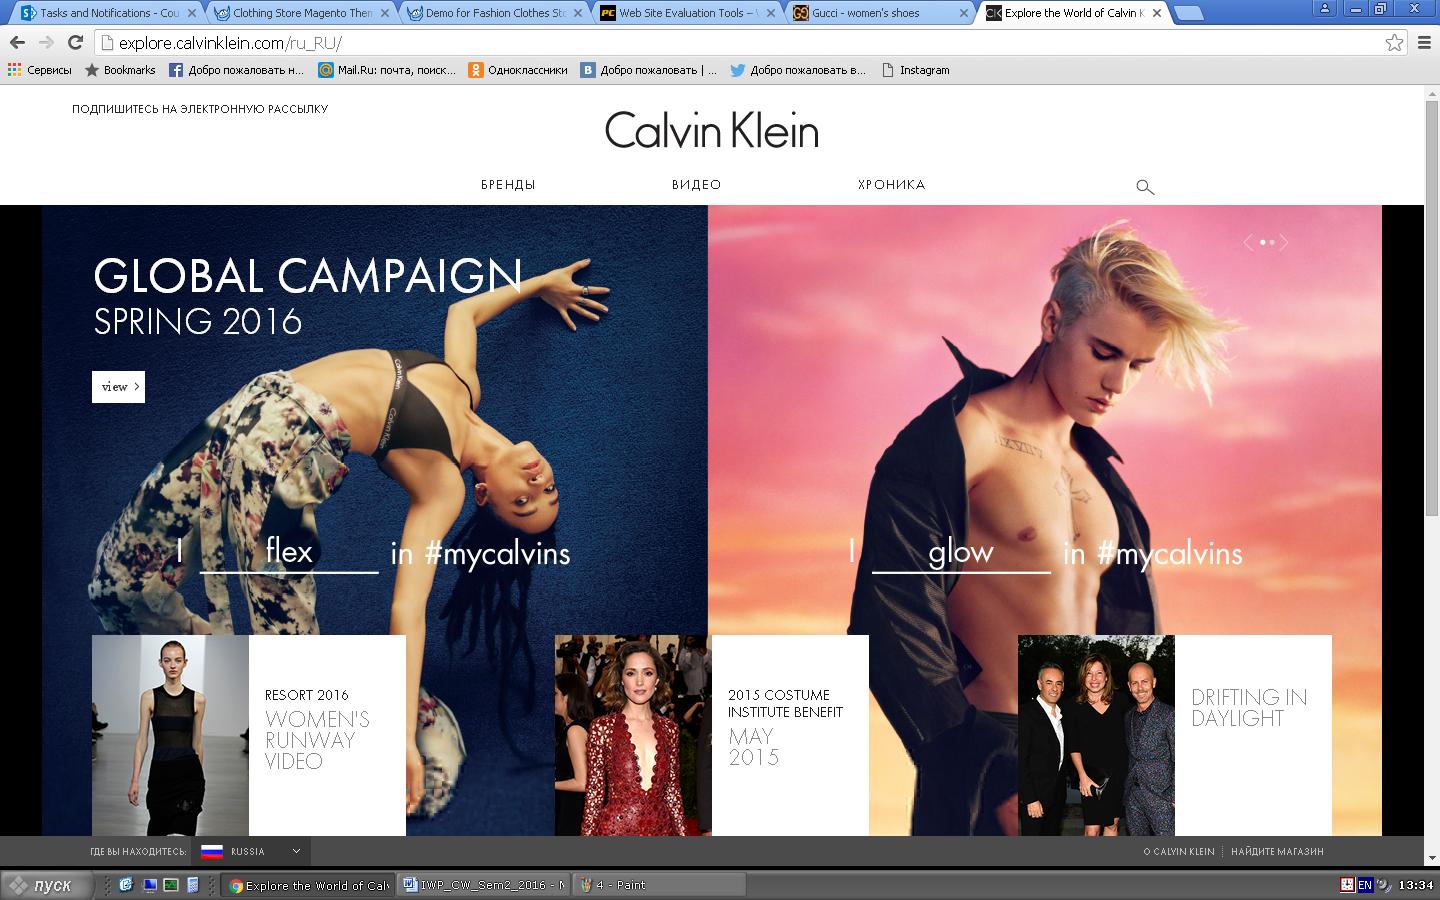 Tasks and Notifications - Cou
Clothing Store Magento Then
Demo for Fashion Clothes Sto
Web Site Evaluation Tools –
Gucci - women's shoes
Explore the World of Calvin K
explore.calvinklein.com/ru_RU/
Сервисы
Bookmarks
Добро пожаловать н...
Mail.Ru: почта, поиск...
Одноклассники
Добро пожаловать | ...
Добро пожаловать в...
Instagram
ПОДПИШИТЕСЬ НА ЭЛЕКТРОННУЮ РАССЫЛКУ
Calvin Klein
БРЕНДЫ ВИДЕО ХРОНИКА
GLOBAL CAMPAIGN
SPRING 2016
view
Calvin Klein
Calvin Klein
I flex in #mycalvins
I glow in #mycalvins
RESORT 2016
WOMEN'S
RUNWAY
VIDEO
2015 COSTUME
INSTITUTE BENEFIT
MAY
2015
DRIFTING IN
DAYLIGHT
ГДЕ ВЫ НАХОДИТЕСЬ:
RUSSIA
О CALVIN KLEIN
НАЙДИТЕ МАГАЗИН
пуск
Explore the World of Calv
IWP_CW_Sem2_2016 - M
4 - Paint
EN
13:34